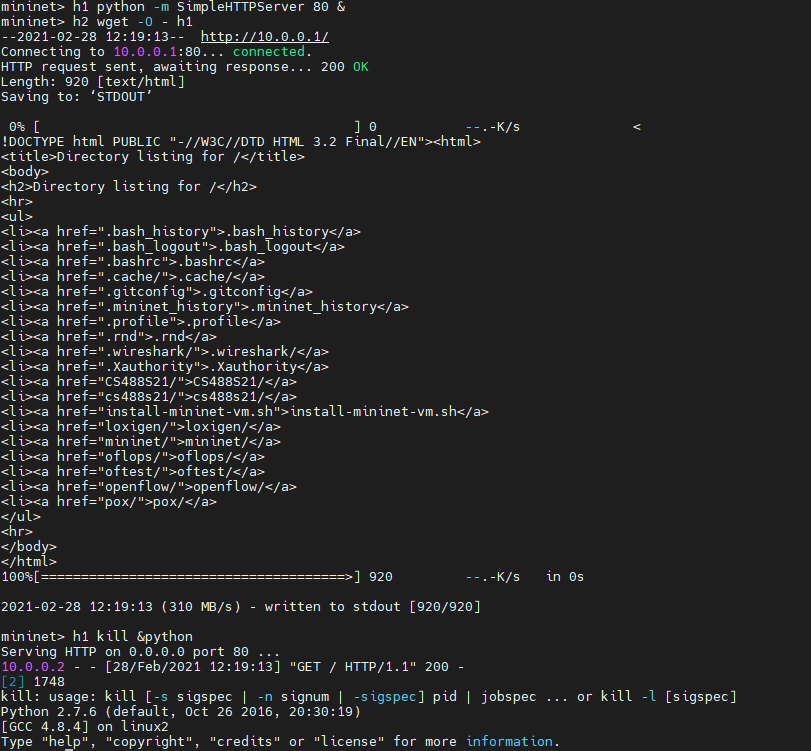 mininet> h1 python -m SimpleHTTPServer 80 &
mininet> h2 wget -O - h1
--2021-02-28 12:19:13--  http://10.0.0.1/
Connecting to 10.0.0.1:80... connected.
HTTP request sent, awaiting response... 200 OK
Length: 920 [text/html]
Saving to: ‘STDOUT’

 0% [                                       ] 0           --.-K/s              <
!DOCTYPE html PUBLIC "-//W3C//DTD HTML 3.2 Final//EN"><html>
<title>Directory listing for /</title>
<body>
<h2>Directory listing for /</h2>
<hr>
<ul>
<li><a href=".bash_history">.bash_history</a>
<li><a href=".bash_logout">.bash_logout</a>
<li><a href=".bashrc">.bashrc</a>
<li><a href=".cache/">.cache/</a>
<li><a href=".gitconfig">.gitconfig</a>
<li><a href=".mininet_history">.mininet_history</a>
<li><a href=".profile">.profile</a>
<li><a href=".rnd">.rnd</a>
<li><a href=".wireshark/">.wireshark/</a>
<li><a href=".Xauthority">.Xauthority</a>
<li><a href="CS488S21/">CS488S21/</a>
<li><a href="cs488s21/">cs488s21/</a>
<li><a href="install-mininet-vm.sh">install-mininet-vm.sh</a>
<li><a href="loxigen/">loxigen/</a>
<li><a href="mininet/">mininet/</a>
<li><a href="oflops/">oflops/</a>
<li><a href="oftest/">oftest/</a>
<li><a href="openflow/">openflow/</a>
<li><a href="pox/">pox/</a>
</ul>
<hr>
</body>
</html>
100%[======================================>] 920         --.-K/s   in 0s

2021-02-28 12:19:13 (310 MB/s) - written to stdout [920/920]

mininet> h1 kill &python
Serving HTTP on 0.0.0.0 port 80 ...
10.0.0.2 - - [28/Feb/2021 12:19:13] "GET / HTTP/1.1" 200 -
[2] 1748
kill: usage: kill [-s sigspec | -n signum | -sigspec] pid | jobspec ... or kill -l [sigspec]
Python 2.7.6 (default, Oct 26 2016, 20:30:19)
[GCC 4.8.4] on linux2
Type "help", "copyright", "credits" or "license" for more information.